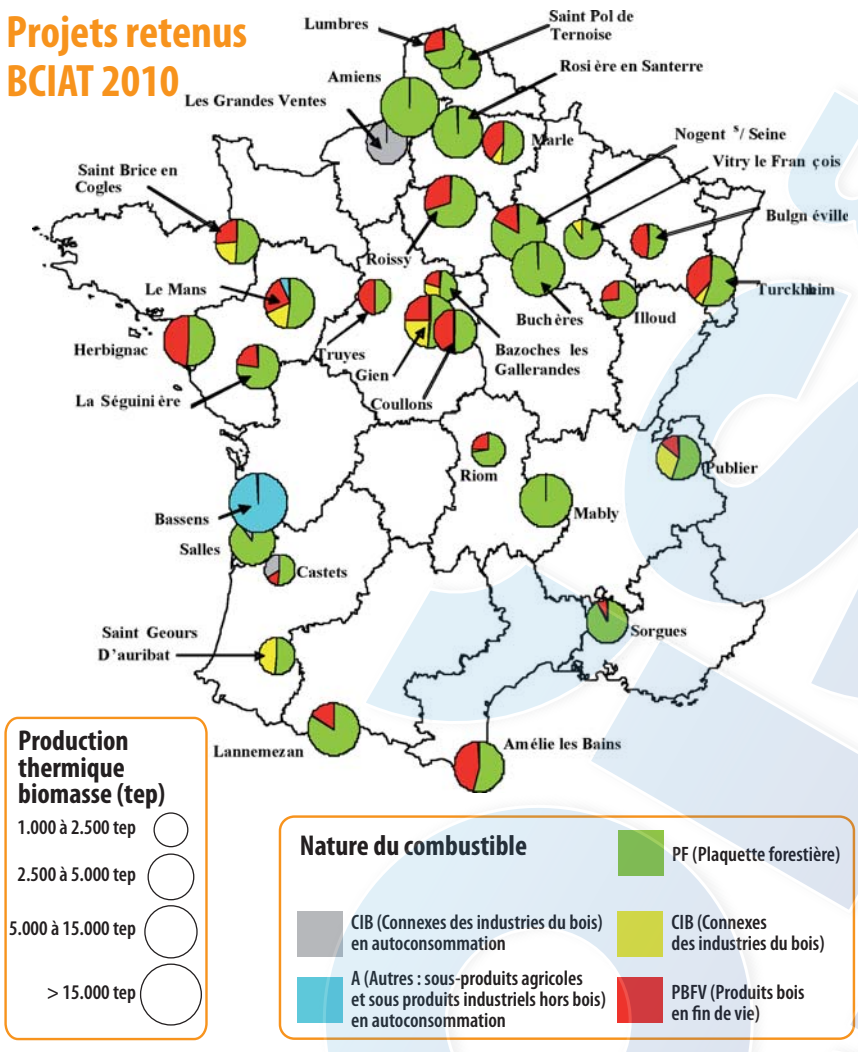 Projets retenus
BCIAT 2010
Lumbres
Saint Pol de
Ternoise
Amiens
Rosi ère en Santerre
Les Grandes Ventes
Marle
Nogent s/ Seine
Vitry le Fran çois
Saint Brice en
Cogles
Bulgn éville
Roissy
Le Mans
Turckheim
Illoud
Buchères
Herbignac
Truyes
Bazoches les
Gallerandes
Gien
La Séguini ère
Coullons
Riom
Publier
Mably
Bassens
Salles
Castets
Sorgues
Saint Geours
D'auribat
Lannemezan
Amélie les Bains
Production
thermique
biomasse (tep)
1.000 à 2.500 tep
2.500 à 5.000 tep
5.000 à 15.000 tep
> 15.000 tep
Nature du combustible
PF (Plaquette forestière)
CIB (Connexes des industries du bois)
en autoconsommation
CIB (Connexes
des industries du bois)
A (Autres : sous-produits agricoles
et sous produits industriels hors bois)
en autoconsommation
PBFV (Produits bois
en fin de vie)